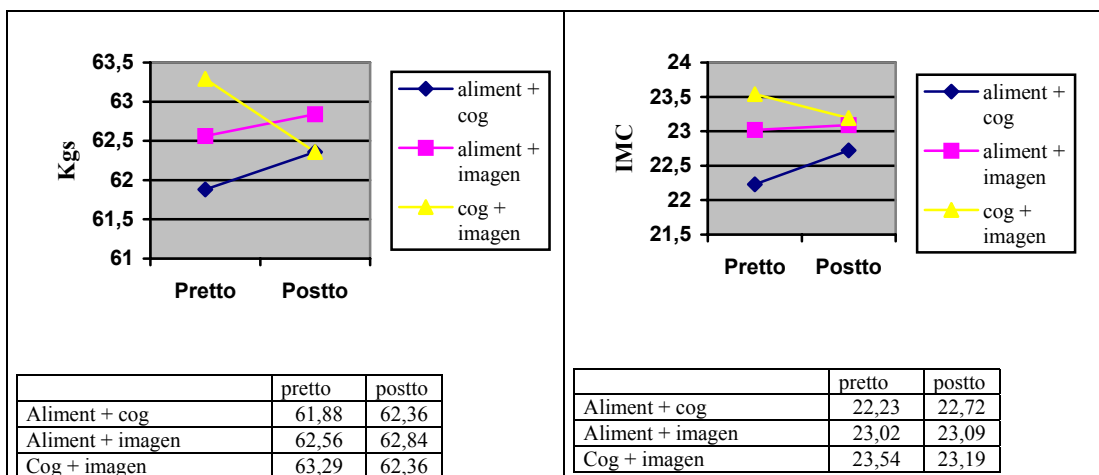 63,5
63
62,5
62
61,5
61
Kgs
Pretto Postto
aliment +
cog
aliment +
imagen
cog +
imagen
24
23,5
23
22,5
22
21,5
IMC
Pretto Postto
aliment +
cog
aliment +
imagen
cog +
imagen
pretto postto
Aliment + cog 61,88 62,36
Aliment + imagen 62,56 62,84
Cog + imagen 63,29 62,36
pretto postto
Aliment + cog 22,23 22,72
Aliment + imagen 23,02 23,09
Cog + imagen 23,54 23,19